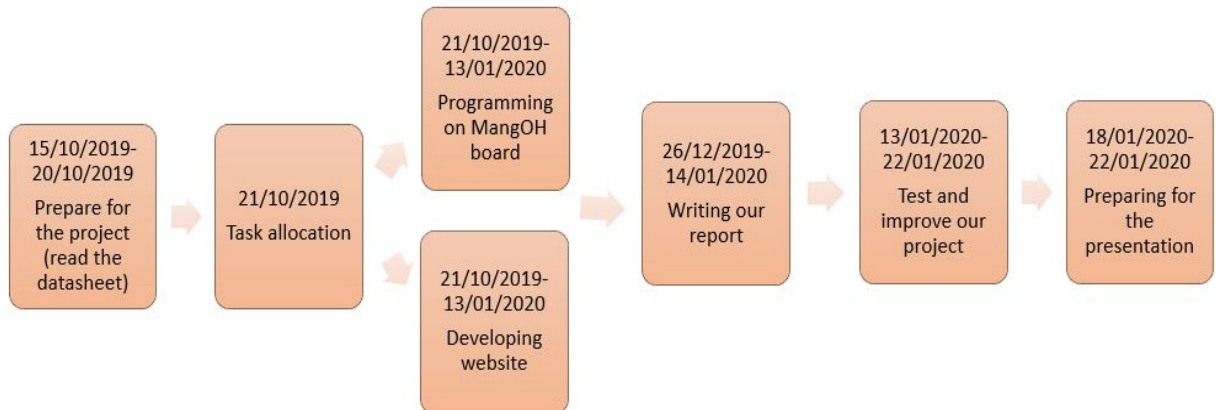 15/10/2019-
20/10/2019
Prepare for
the project
(read the
datasheet)
21/10/2019
Task allocation
21/10/2019-
13/01/2020
Programming
on MangOH
board
21/10/2019-
13/01/2020
Developing
website
26/12/2019-
14/01/2020
Writing our
report
13/01/2020-
22/01/2020
Test and
improve our
project
18/01/2020-
22/01/2020
Preparing for
the
presentation